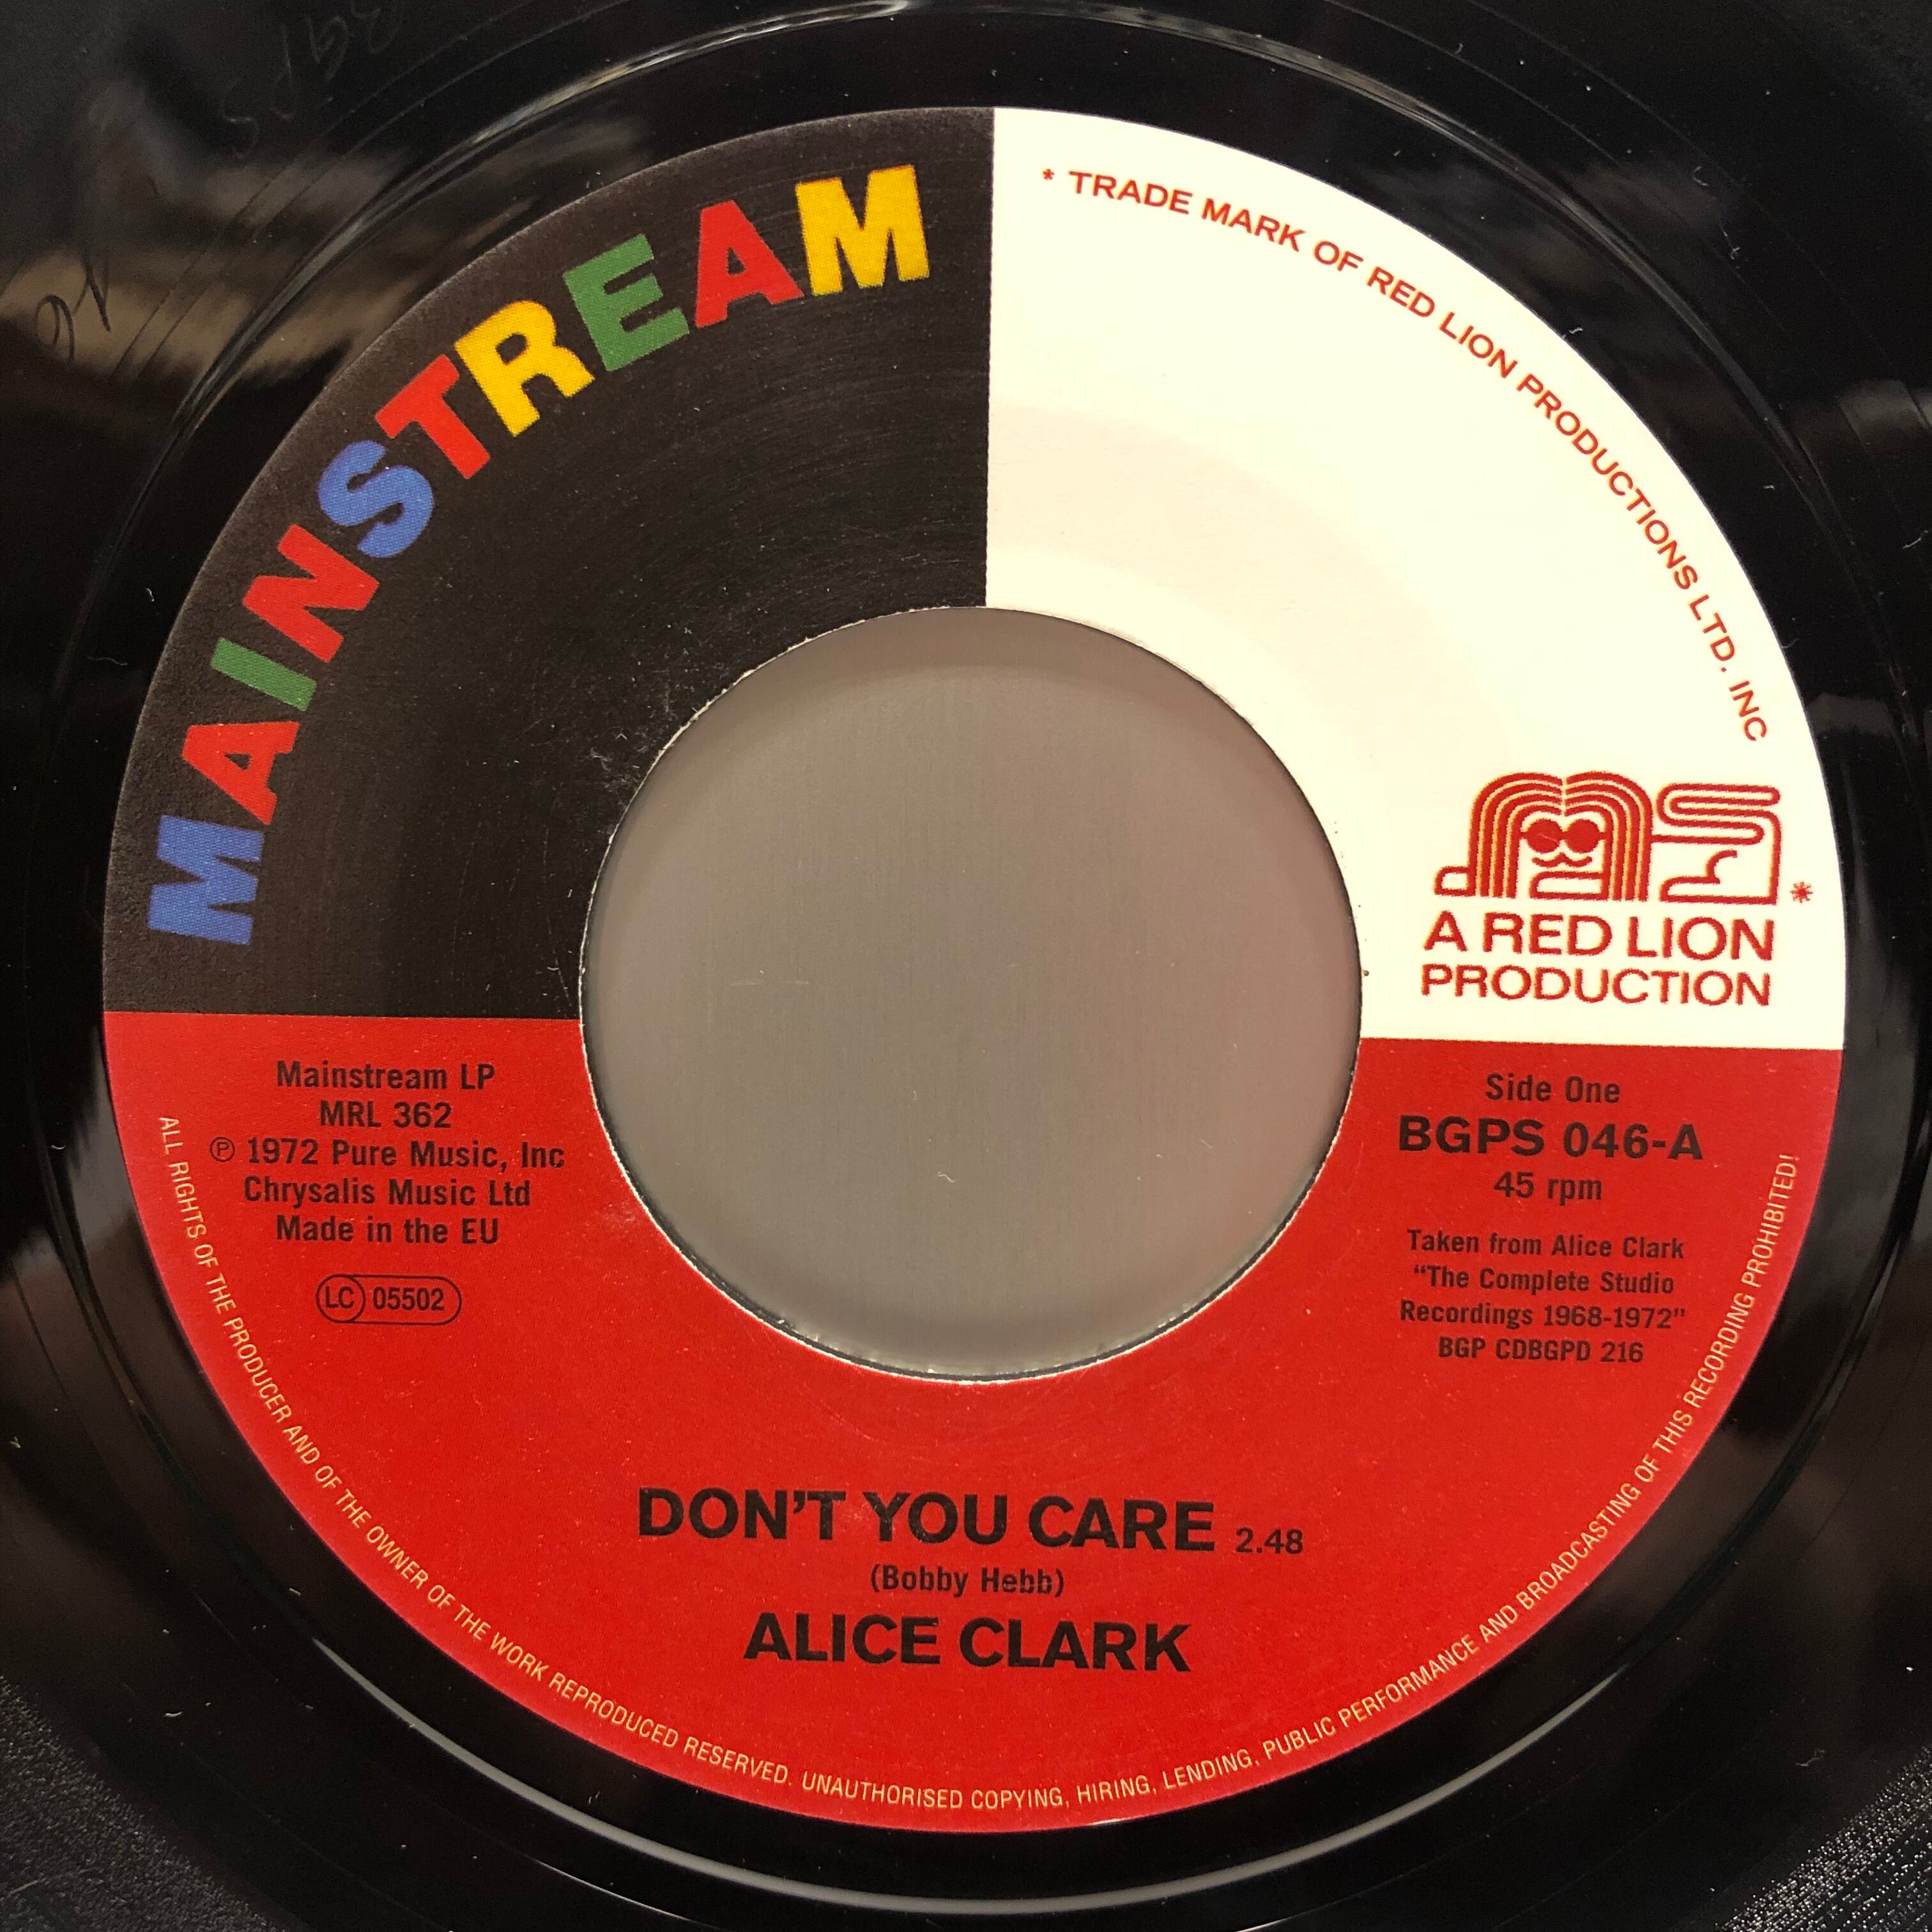 MAINSTREAM
* TRADE MARK OF RED LION PRODUCTIONS LTD. INC
*
A RED LION
PRODUCTION
Mainstream LP
MRL 362
℗ 1972 Pure Music, Inc
Chrysalis Music Ltd
Made in the EU
LC 05502
Side One
BGPS 046-A
45 rpm
Taken from Alice Clark
“The Complete Studio
Recordings 1968-1972”
BGP CDBGPD 216
DON'T YOU CARE 2.48
(Bobby Hebb)
ALICE CLARK
ALL RIGHTS OF THE PRODUCER AND OF THE OWNER OF THE WORK REPRODUCED RESERVED. UNAUTHORISED COPYING, HIRING, LENDING, PUBLIC PERFORMANCE AND BROADCASTING OF THIS RECORDING PROHIBITED!